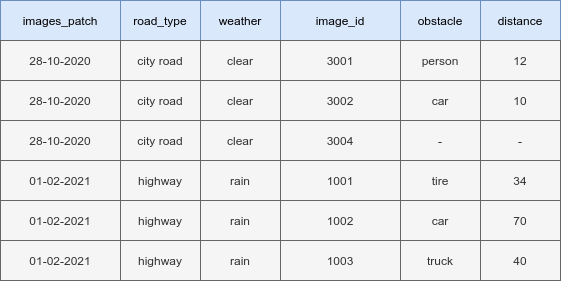 images_patch road_type weather image_id obstacle distance
28-10-2020 city road clear 3001 person 12
28-10-2020 city road clear 3002 car 10
28-10-2020 city road clear 3004 - -
01-02-2021 highway rain 1001 tire 34
01-02-2021 highway rain 1002 car 70
01-02-2021 highway rain 1003 truck 40